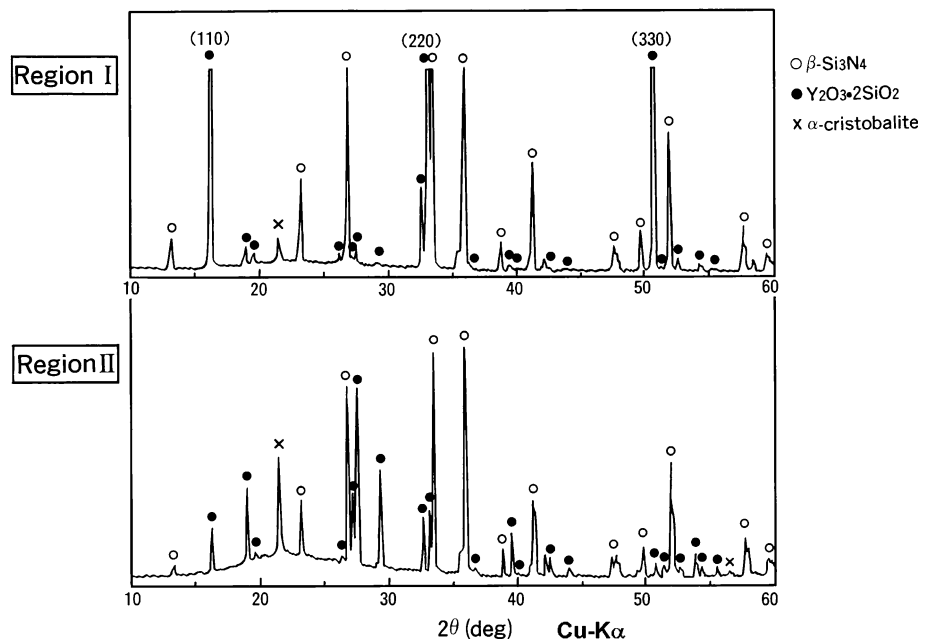 (110) (220) (330)
Region I
○ β-Si3N4
● Y2O3•2SiO2
x α-cristobalite
10 20 30 40 50 60
Region II
10 20 30 40 50 60
2θ (deg) Cu-Kα